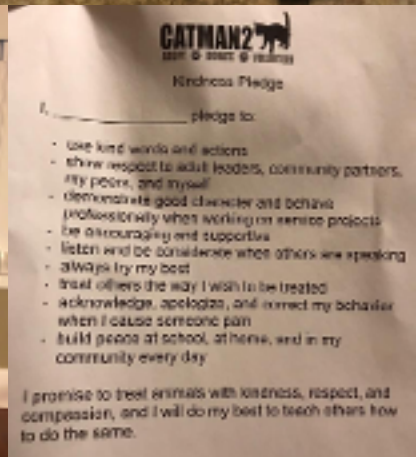 CATMAN2
ADOPT DONATE VOLUNTEER
Kindness Pledge
I, ______________ pledge to:
- use kind words and actions
- show respect to adult leaders, community partners,
my peers, and myself
- demonstrate good character and behave
professionally when working on service projects
- be encouraging and supportive
- listen and be considerate when others are speaking
- always try my best
- treat others the way I wish to be treated
- acknowledge, apologize, and correct my behavior
when I cause someone pain
- build peace at school, at home, and in my
community every day
I promise to treat animals with kindness, respect, and
compassion, and I will do my best to teach others how
to do the same.